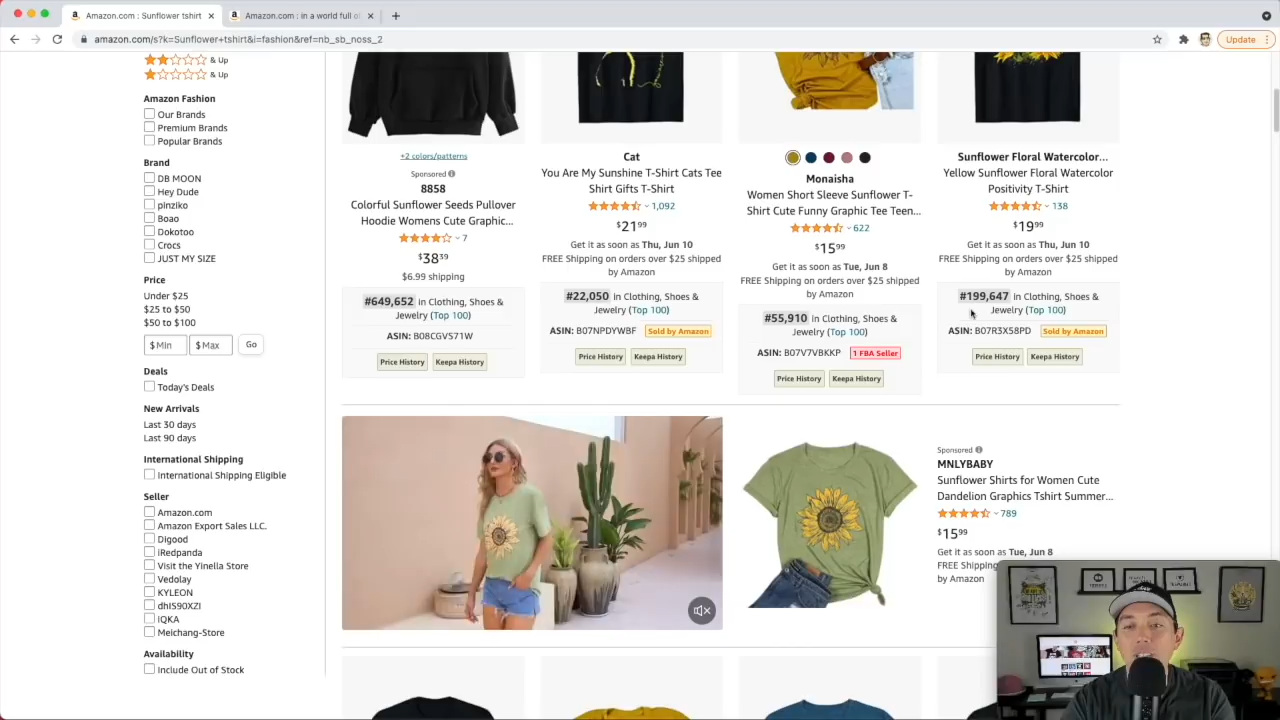 Amazon.com : Sunflower tshirt
Amazon.com : in a world full of
amazon.com/s?k=Sunflower+tshirt&i=fashion&ref=nb_sb_noss_2
Update
& Up
& Up
Amazon Fashion
Our Brands
Premium Brands
Popular Brands
Brand
DB MOON
Hey Dude
pinziko
Boao
Dokotoo
Crocs
JUST MY SIZE
Price
Under $25
$25 to $50
$50 to $100
$ Min
$ Max
Go
Deals
Today's Deals
New Arrivals
Last 30 days
Last 90 days
International Shipping
International Shipping Eligible
Seller
Amazon.com
Amazon Export Sales LLC.
Digood
iRedpanda
Visit the Yinella Store
Vedolay
KYLEON
dhIS90XZI
IQKA
Meichang-Store
Availability
Include Out of Stock
+2 colors/patterns
Sponsored
8858
Colorful Sunflower Seeds Pullover
Hoodie Womens Cute Graphic...
7
$3839
$6.99 shipping
#649,652 in Clothing, Shoes &
Jewelry (Top 100)
ASIN: B08CGVS71W
Price History
Keepa History
Cat
You Are My Sunshine T-Shirt Cats Tee
Shirt Gifts T-Shirt
1,092
$2199
Get it as soon as Thu, Jun 10
FREE Shipping on orders over $25 shipped
by Amazon
#22,050 in Clothing, Shoes &
Jewelry (Top 100)
ASIN: B07NPDYWBF Sold by Amazon
Price History
Keepa History
Monaisha
Women Short Sleeve Sunflower T-
Shirt Cute Funny Graphic Tee Teen...
622
$1599
Get it as soon as Tue, Jun 8
FREE Shipping on orders over $25 shipped
by Amazon
#55,910 in Clothing, Shoes &
Jewelry (Top 100)
ASIN: B07V7VBKKP 1 FBA Seller
Price History
Keepa History
Sunflower Floral Watercolor...
Yellow Sunflower Floral Watercolor
Positivity T-Shirt
138
$1999
Get it as soon as Thu, Jun 10
FREE Shipping on orders over $25 shipped
by Amazon
#199,647 in Clothing, Shoes &
Jewelry (Top 100)
ASIN: B07R3X58PD Sold by Amazon
Price History
Keepa History
Sponsored
MNLYBABY
Sunflower Shirts for Women Cute
Dandelion Graphics Tshirt Summer...
789
$1599
Get it as soon as Tue, Jun 8
FREE Shipping
by Amazon